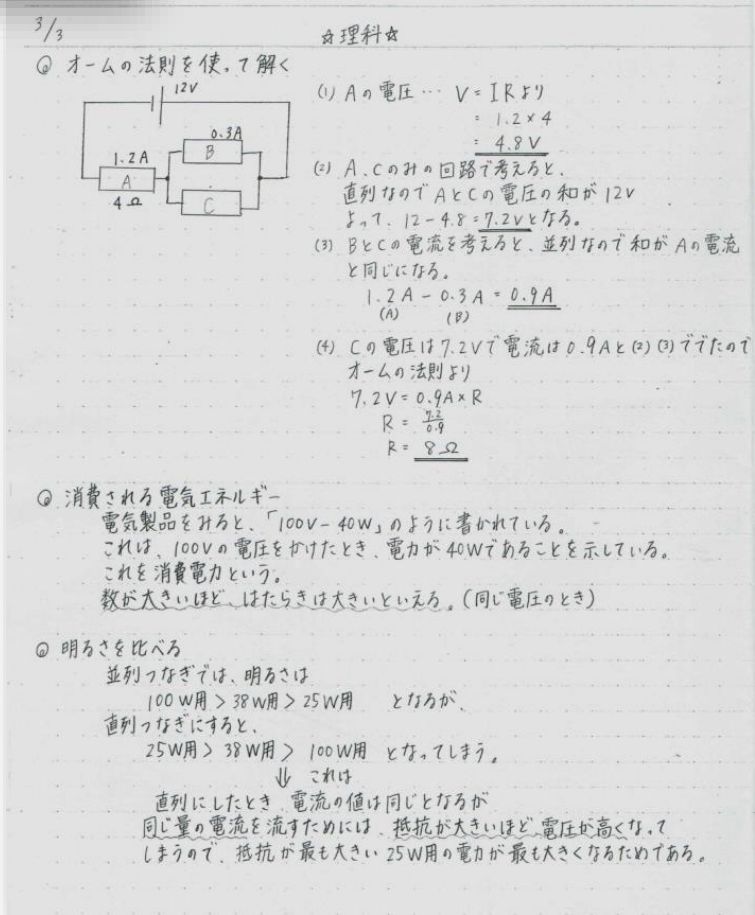 3/3
☆理科☆
◎ オームの法則を使って解く
12V
0.3A
B
1.2A
A
4Ω
C
(1) Aの電圧… V=IRより
= 1.2×4
= 4.8V
(2) A、Cのみの回路で考えると、
直列なのでAとCの電圧の和が12V
よって、12-4.8=7.2Vとなる。
(3) BとCの電流を考えると、並列なので和がAの電流
と同じになる。
1.2A - 0.3A = 0.9A
(A) (B)
(4) Cの電圧は7.2Vで電流は0.9Aと(2)(3)ででたので
オームの法則より
7.2V = 0.9A×R
R = 7.2/0.9
R = 8Ω
◎ 消費される電気エネルギー
電気製品をみると、「100V-40W」のように書かれている。
これは、100Vの電圧をかけたとき、電力が40Wであることを示している。
これを消費電力という。
数が大きいほど、はたらきは大きいといえる。(同じ電圧のとき)
◎ 明るさを比べる
並列つなぎでは、明るさは
100W用>38W用>25W用 となるが、
直列つなぎにすると、
25W用>38W用> 100W用 となってしまう。
⇓ これは
直列にしたとき、電流の値は同じとなるが
同じ量の電流を流すためには、抵抗が大きいほど電圧が高くなって
しまうので、抵抗が最も大きい25W用の電力が最も大きくなるためである。